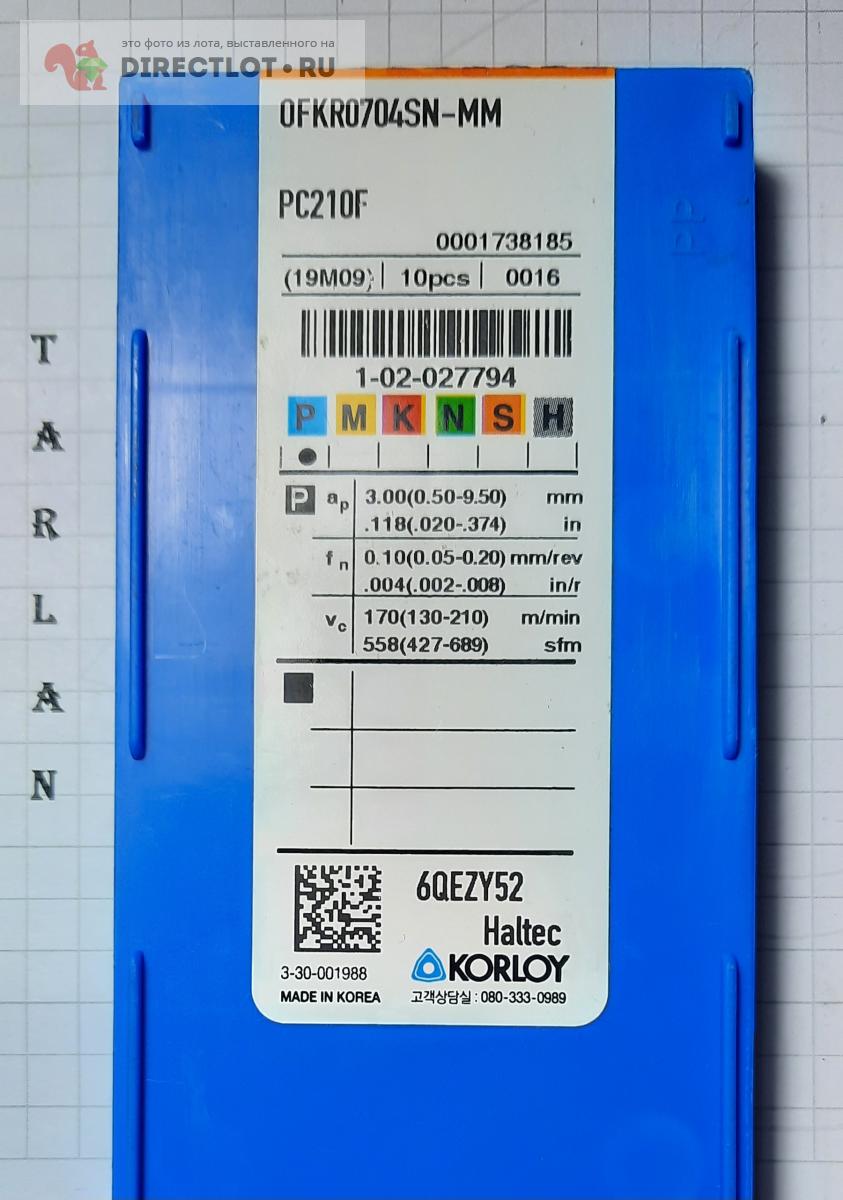 это фото из лота, выставленного на
DIRECTLOT•RU
OFKR0704SN-MM
PC210F
0001738185
(19M09) 10pcs 0016
1-02-027794
P M K N S H
P ap 3.00(0.50-9.50) mm
.118(.020-.374) in
fn 0.10(0.05-0.20) mm/rev
.004(.002-.008) in/r
vc 170(130-210) m/min
558(427-689) sfm
6QEZY52
Haltec
3-30-001988
KORLOY
MADE IN KOREA
고객상담실 : 080-333-0989
PP
T
A
R
L
A
N